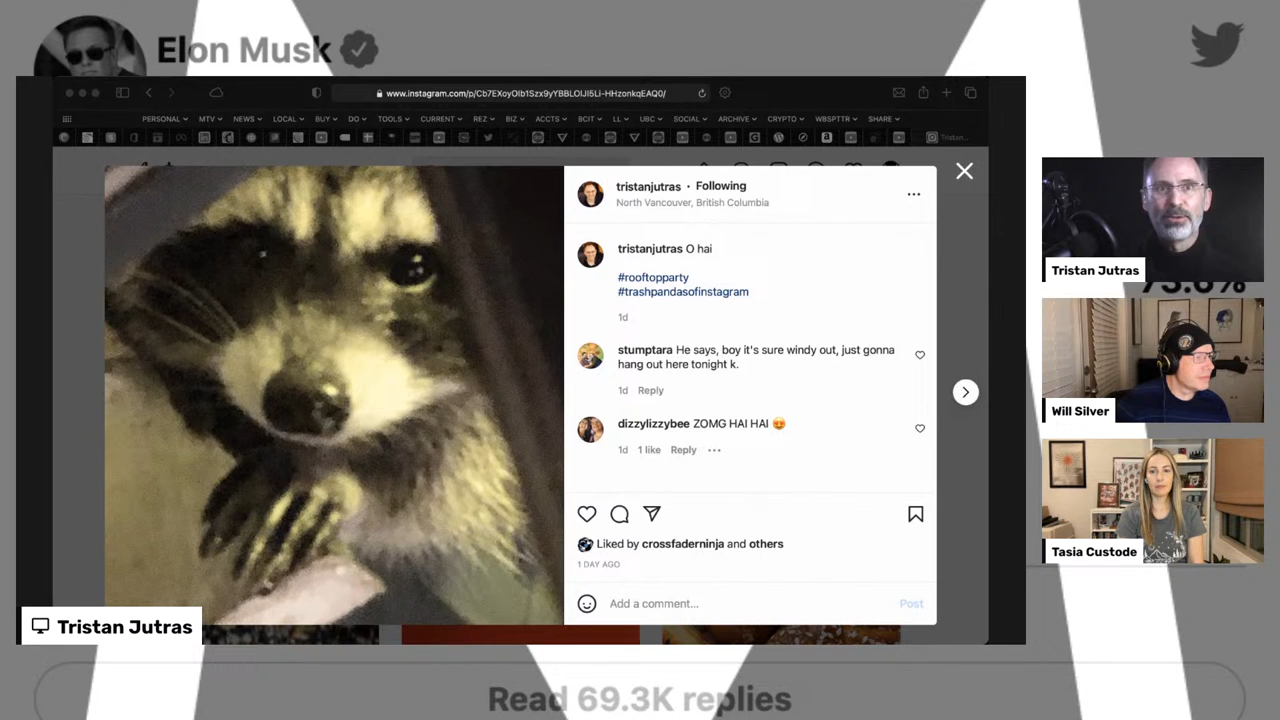 Elon Musk
www.instagram.com/p/Cb7EXoyOlb1Szx9yYBBLOlJl5Li-HHzonkqEAQ0/
PERSONAL MTV NEWS LOCAL BUY DO TOOLS CURRENT REZ BIZ ACCTS BCIT LL UBC SOCIAL ARCHIVE CRYPTO WBSPTTR SHARE
Tristan...
tristanjutras • Following
North Vancouver, British Columbia
tristanjutras O hai
#rooftopparty
#trashpandasofinstagram
1d
stumptara He says, boy it's sure windy out, just gonna
hang out here tonight k.
1d Reply
dizzylizzybee ZOMG HAI HAI 😍
1d 1 like Reply
Liked by crossfaderninja and others
1 DAY AGO
Add a comment... Post
Tristan Jutras
Tristan Jutras
73.6%
Will Silver
Tasia Custode
Read 69.3K replies